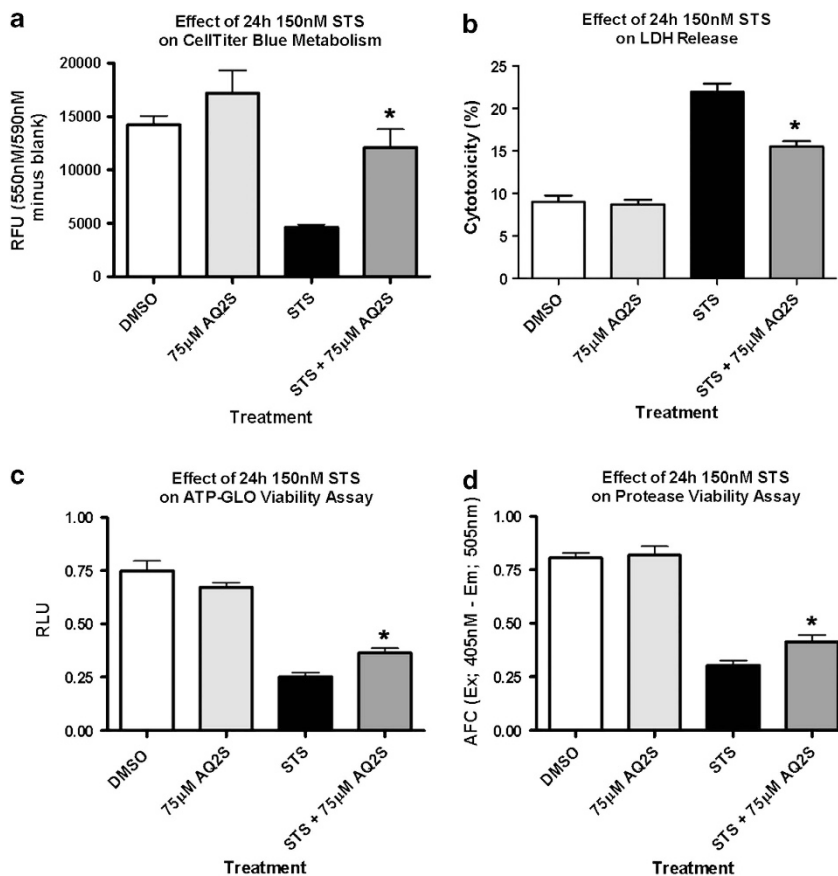 a
Effect of 24h 150nM STS
on CellTiter Blue Metabolism
RFU (550nM/590nM
minus blank)
20000
15000
10000
5000
0
DMSO
75µM AQ2S
STS
STS + 75µM AQ2S
*
Treatment
b
Effect of 24h 150nM STS
on LDH Release
Cytotoxicity (%)
25
20
15
10
5
0
DMSO
75µM AQ2S
STS
STS + 75µM AQ2S
*
Treatment
c
Effect of 24h 150nM STS
on ATP-GLO Viability Assay
RLU
1.00
0.75
0.50
0.25
0.00
DMSO
75µM AQ2S
STS
STS + 75µM AQ2S
*
Treatment
d
Effect of 24h 150nM STS
on Protease Viability Assay
AFC (Ex; 405nM - Em; 505nm)
1.00
0.75
0.50
0.25
0.00
DMSO
75µM AQ2S
STS
STS + 75µM AQ2S
*
Treatment